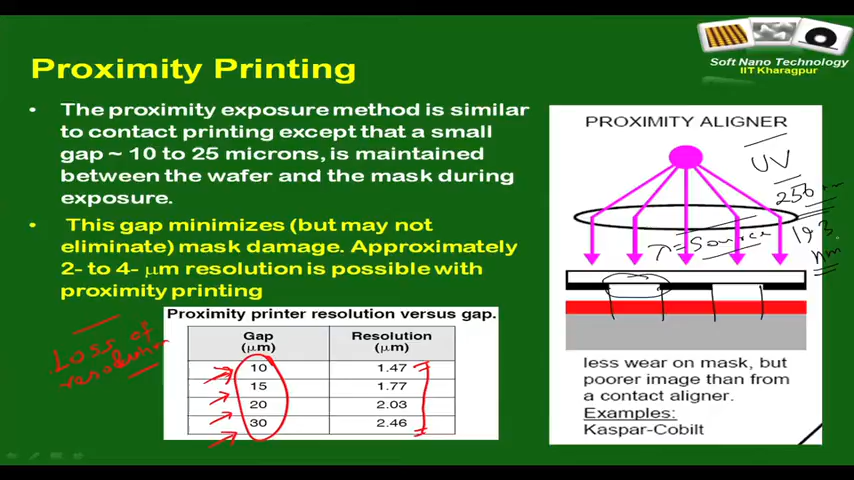 Soft Nano Technology
IIT Kharagpur
Proximity Printing
• The proximity exposure method is similar
to contact printing except that a small
gap ~ 10 to 25 microns, is maintained
between the wafer and the mask during
exposure.
• This gap minimizes (but may not
eliminate) mask damage. Approximately
2- to 4- μm resolution is possible with
proximity printing
Loss of
resolution
Proximity printer resolution versus gap.
Gap Resolution
(μm) (μm)
10 1.47
15 1.77
20 2.03
30 2.46
PROXIMITY ALIGNER
UV
256 nm
193
nm
λ = Source
less wear on mask, but
poorer image than from
a contact aligner.
Examples:
Kaspar-Cobilt